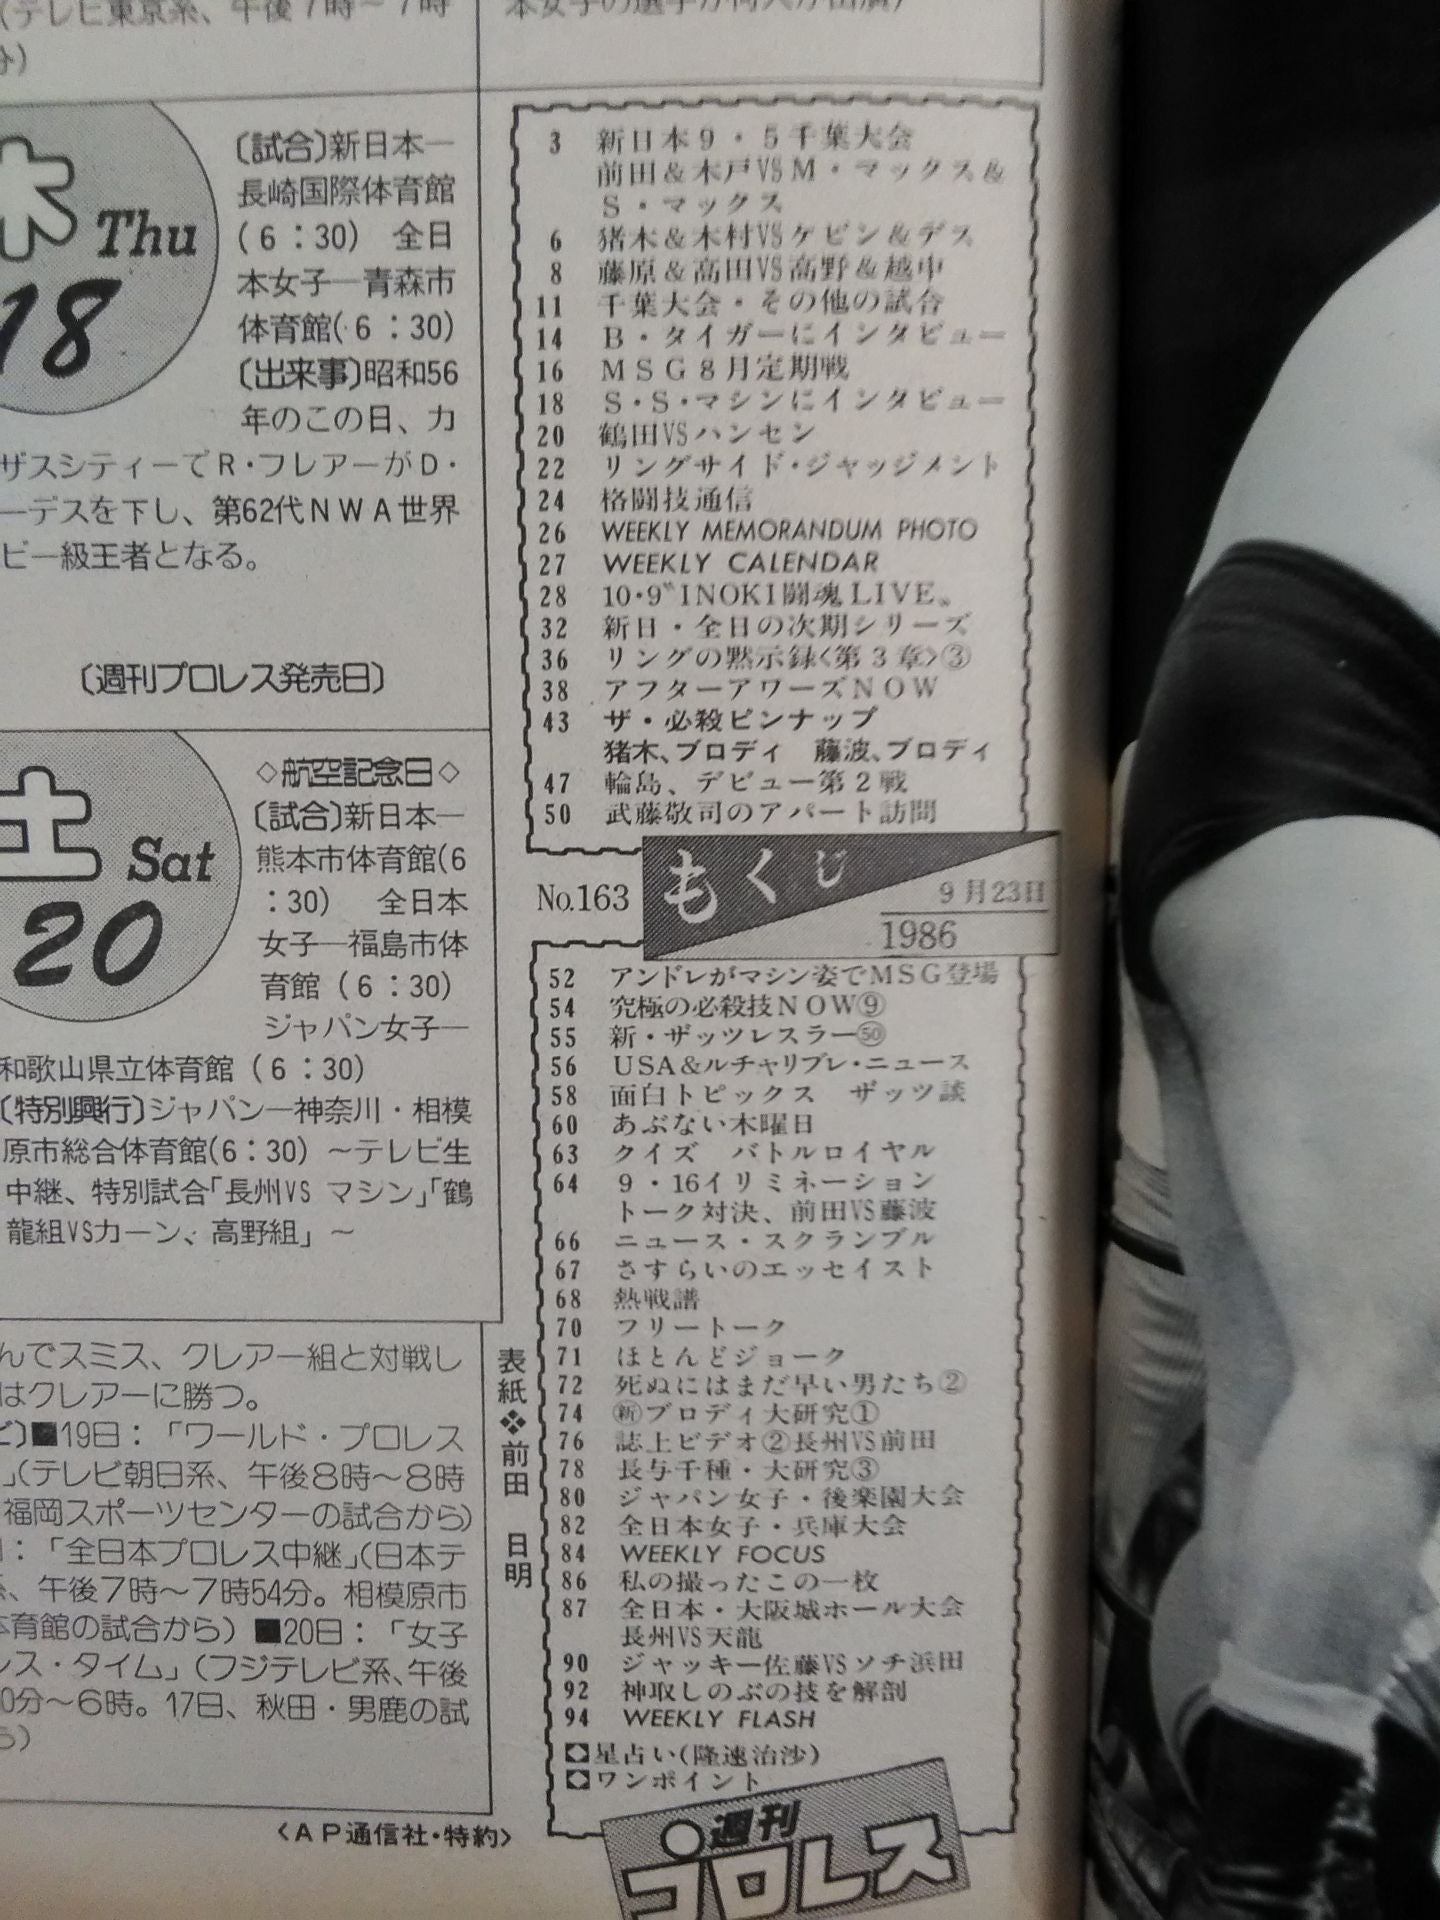 (テレビ東京系、午後7時〜7時
分)
木 Thu
18
〔試合〕新日本―
長崎国際体育館
(6：30)　全日
本女子―青森市
体育館(6：30)
〔出来事〕昭和56
年のこの日、カ
ザスシティーでR・フレアーがD・
ーデスを下し、第62代NWA世界
ビー級王者となる。
〔週刊プロレス発売日〕
土 Sat
20
◇航空記念日◇
〔試合〕新日本―
熊本市体育館(6
：30)　全日本
女子―福島市体
育館(6：30)
ジャパン女子―
和歌山県立体育館(6：30)
〔特別興行〕ジャパン―神奈川・相模
原市総合体育館(6：30) 〜テレビ生
中継、特別試合「長州VS マシン」「鶴
龍組VSカーン、高野組」〜
んでスミス、クレアー組と対戦し
はクレアーに勝つ。
■19日：「ワールド・プロレス
」(テレビ朝日系、午後8時〜8時
福岡スポーツセンターの試合から)
：「全日本プロレス中継」(日本テ
系、午後7時〜7時54分。相模原市
体育館の試合から) ■20日：「女子
レス・タイム」(フジテレビ系、午後
0分〜6時。17日、秋田・男鹿の試
ら)
〈AP通信社・特約〉
表紙❖前田　日明
3　新日本9・5千葉大会
前田&木戸VSM・マックス&
S・マックス
6　猪木&木村VSケビン&デス
8　藤原&高田VS高野&越中
11　千葉大会・その他の試合
14　B・タイガーにインタビュー
16　MSG8月定期戦
18　S・S・マシンにインタビュー
20　鶴田VSハンセン
22　リングサイド・ジャッジメント
24　格闘技通信
26　WEEKLY MEMORANDUM PHOTO
27　WEEKLY CALENDAR
28　10・9〝INOKI闘魂LIVE〟
32　新日・全日の次期シリーズ
36　リングの黙示録〈第3章〉③
38　アフターアワーズNOW
43　ザ・必殺ピンナップ
猪木、ブロディ　藤波、ブロディ
47　輪島、デビュー第2戦
50　武藤敬司のアパート訪問
No.163
もくじ
9月23日
1986
52　アンドレがマシン姿でMSG登場
54　究極の必殺技NOW⑨
55　新・ザッツレスラー㊿
56　USA&ルチャリブレ・ニュース
58　面白トピックス　ザッツ談
60　あぶない木曜日
63　クイズ　バトルロイヤル
64　9・16イリミネーション
トーク対決、前田VS藤波
66　ニュース・スクランブル
67　さすらいのエッセイスト
68　熱戦譜
70　フリートーク
71　ほとんどジョーク
72　死ぬにはまだ早い男たち②
74　㊟ブロディ大研究①
76　誌上ビデオ②長州VS前田
78　長与千種・大研究③
80　ジャパン女子・後楽園大会
82　全日本女子・兵庫大会
84　WEEKLY FOCUS
86　私の撮ったこの一枚
87　全日本・大阪城ホール大会
長州VS天龍
90　ジャッキー佐藤VSソチ浜田
92　神取しのぶの技を解剖
94　WEEKLY FLASH
星占い(隆速治沙)
ワンポイント
週刊
プロレス